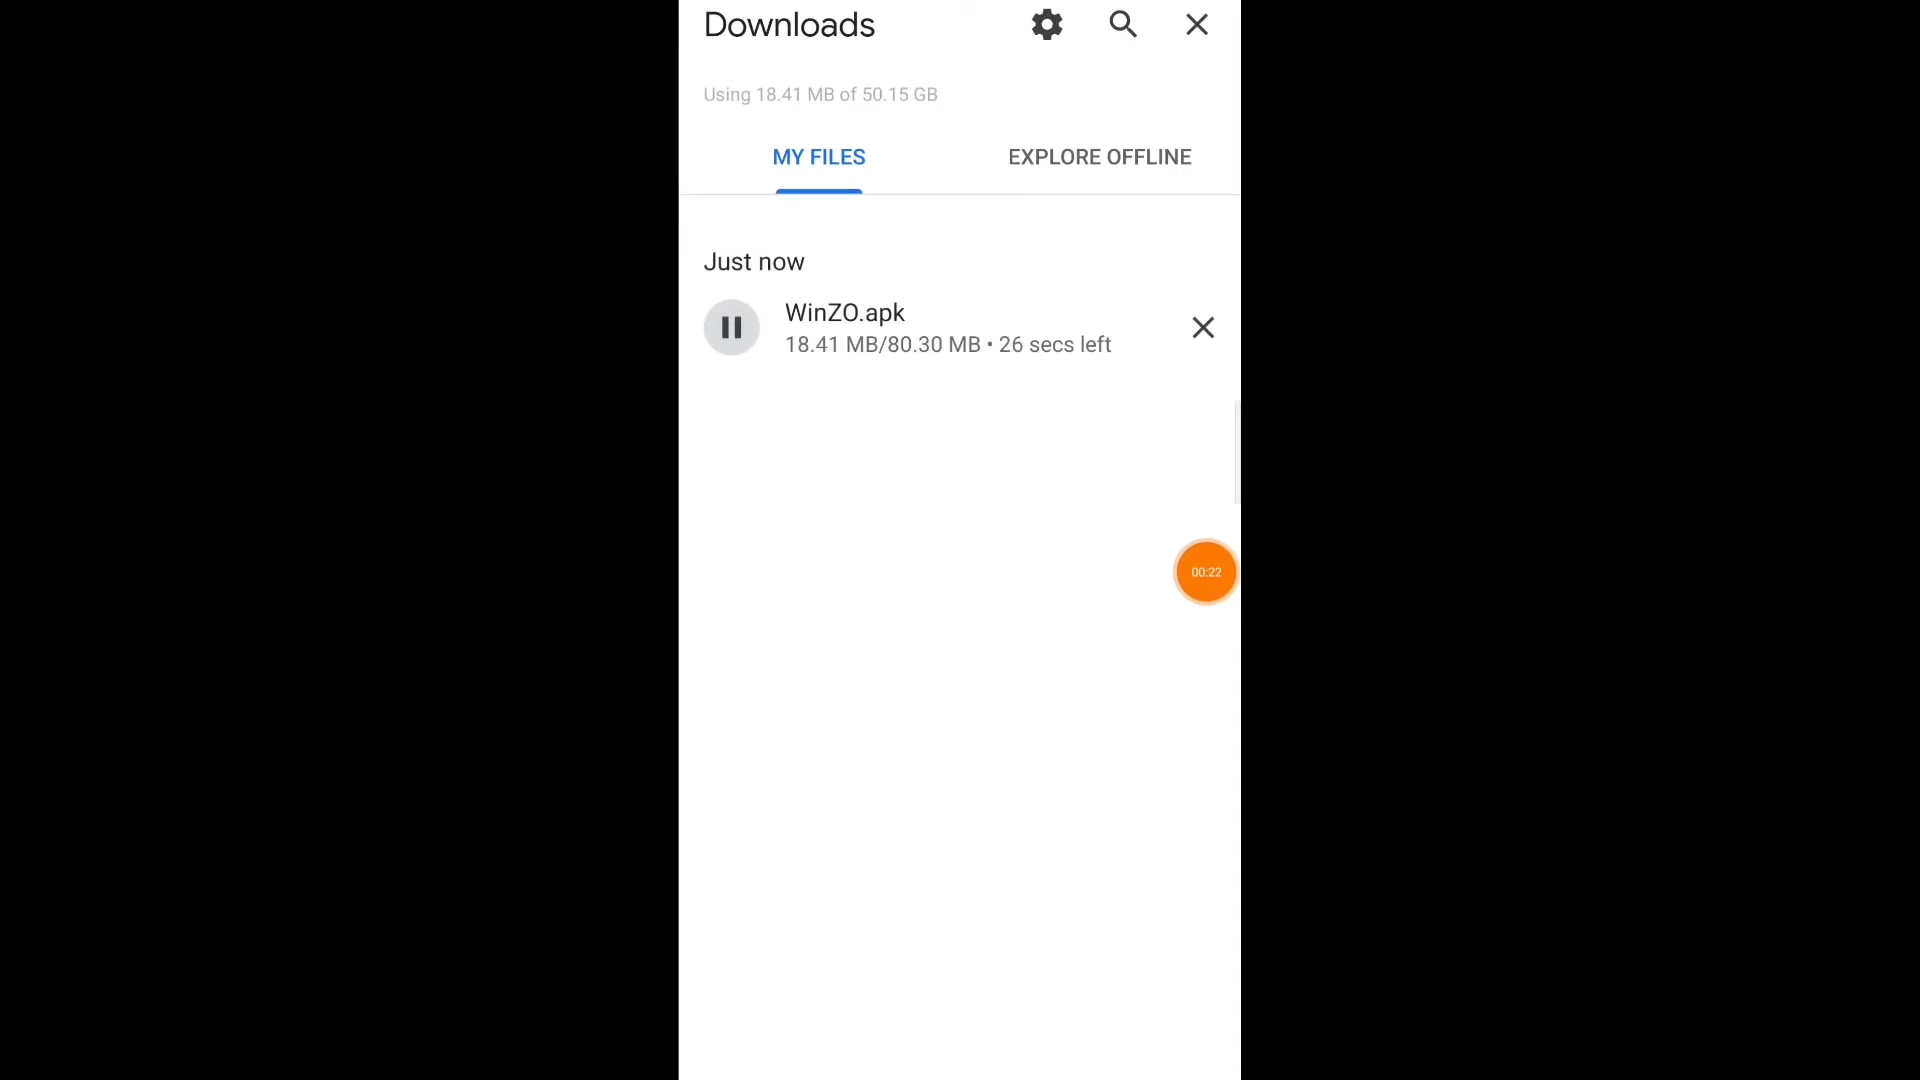 Downloads
Using 18.41 MB of 50.15 GB
MY FILES
EXPLORE OFFLINE
Just now
WinZO.apk
18.41 MB/80.30 MB • 26 secs left
00:22